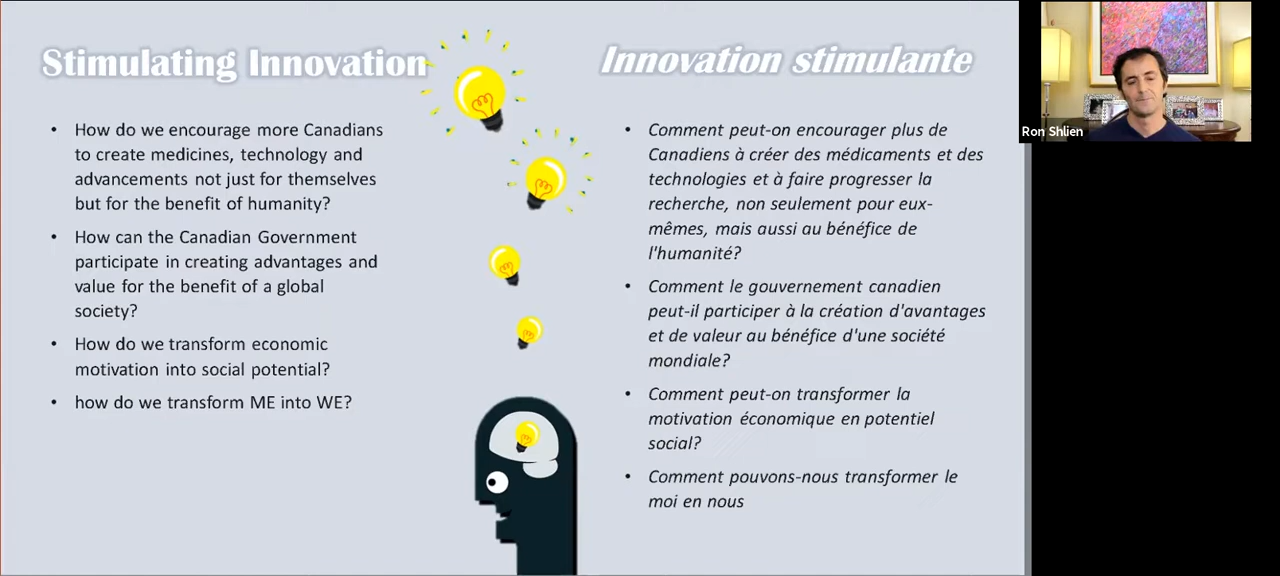 Stimulating Innovation
• How do we encourage more Canadians
to create medicines, technology and
advancements not just for themselves
but for the benefit of humanity?
• How can the Canadian Government
participate in creating advantages and
value for the benefit of a global
society?
• How do we transform economic
motivation into social potential?
• how do we transform ME into WE?
Innovation stimulante
• Comment peut-on encourager plus de
Canadiens à créer des médicaments et des
technologies et à faire progresser la
recherche, non seulement pour eux-
mêmes, mais aussi au bénéfice de
l'humanité?
• Comment le gouvernement canadien
peut-il participer à la création d'avantages
et de valeur au bénéfice d'une société
mondiale?
• Comment peut-on transformer la
motivation économique en potentiel
social?
• Comment pouvons-nous transformer le
moi en nous
Ron Shlien